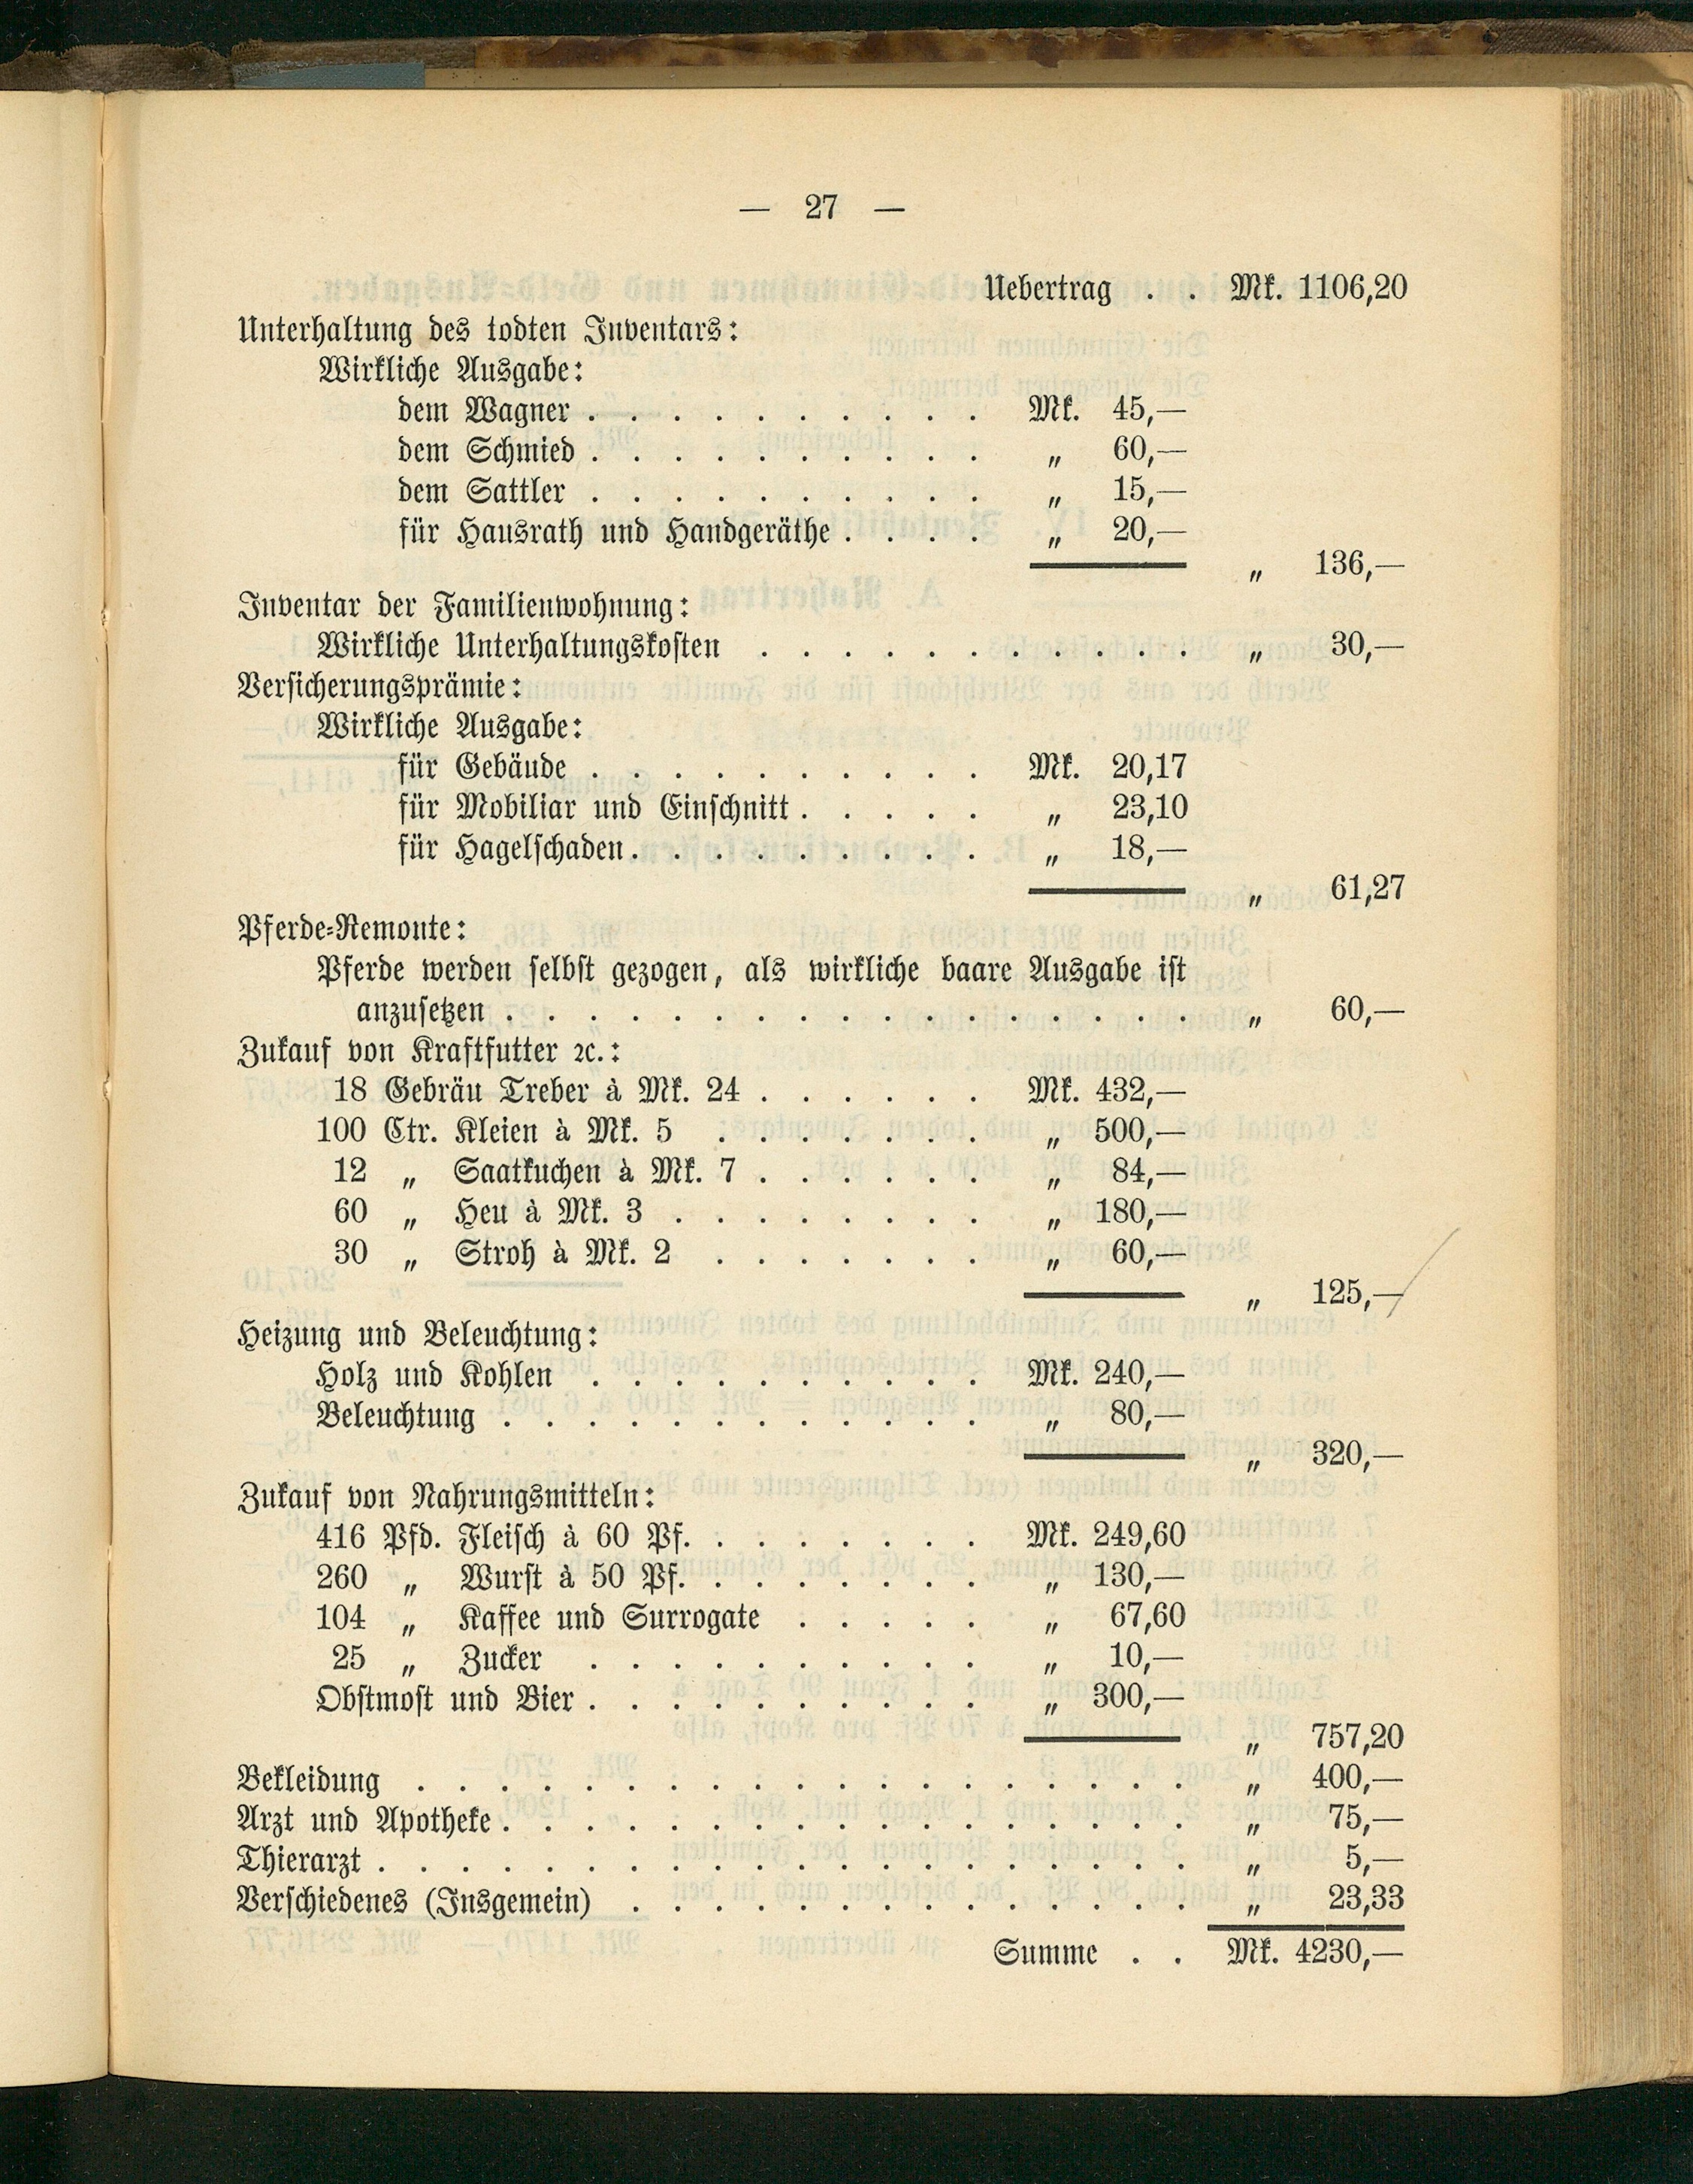 — 27 —
Uebertrag . . Mk. 1106,20
Unterhaltung des todten Inventars:
Wirkliche Ausgabe:
dem Wagner . . . . . . . . . . Mk. 45,—
dem Schmied . . . . . . . . . . „ 60,—
dem Sattler . . . . . . . . . . „ 15,—
für Hausrath und Handgeräthe . . . . „ 20,—
„ 136,—
Inventar der Familienwohnung:
Wirkliche Unterhaltungskosten . . . . . . . . . . . „ 30,—
Versicherungsprämie:
Wirkliche Ausgabe:
für Gebäude . . . . . . . . . . Mk. 20,17
für Mobiliar und Einschnitt . . . . . „ 23,10
für Hagelschaden . . . . . . . . . „ 18,—
„ 61,27
Pferde-Remonte:
Pferde werden selbst gezogen, als wirkliche baare Ausgabe ist
anzusetzen . . . . . . . . . . . . . . . . . „ 60,—
Zukauf von Kraftfutter ꝛc.:
18 Gebräu Treber à Mk. 24 . . . . . . Mk. 432,—
100 Ctr. Kleien à Mk. 5 . . . . . . . „ 500,—
12 „ Saatkuchen à Mk. 7 . . . . . . „ 84,—
60 „ Heu à Mk. 3 . . . . . . . . „ 180,—
30 „ Stroh à Mk. 2 . . . . . . . „ 60,—
„ 125,—
Heizung und Beleuchtung:
Holz und Kohlen . . . . . . . . . . Mk. 240,—
Beleuchtung . . . . . . . . . . . . „ 80,—
„ 320,—
Zukauf von Nahrungsmitteln:
416 Pfd. Fleisch à 60 Pf. . . . . . . . Mk. 249,60
260 „ Wurst à 50 Pf. . . . . . . . „ 130,—
104 „ Kaffee und Surrogate . . . . . „ 67,60
25 „ Zucker . . . . . . . . . . „ 10,—
Obstmost und Bier . . . . . . . . . . „ 300,—
„ 757,20
Bekleidung . . . . . . . . . . . . . . . . . . . „ 400,—
Arzt und Apotheke . . . . . . . . . . . . . . . . . „ 75,—
Thierarzt . . . . . . . . . . . . . . . . . . . . „ 5,—
Verschiedenes (Insgemein) . . . . . . . . . . . . . . „ 23,33
Summe . . Mk. 4230,—